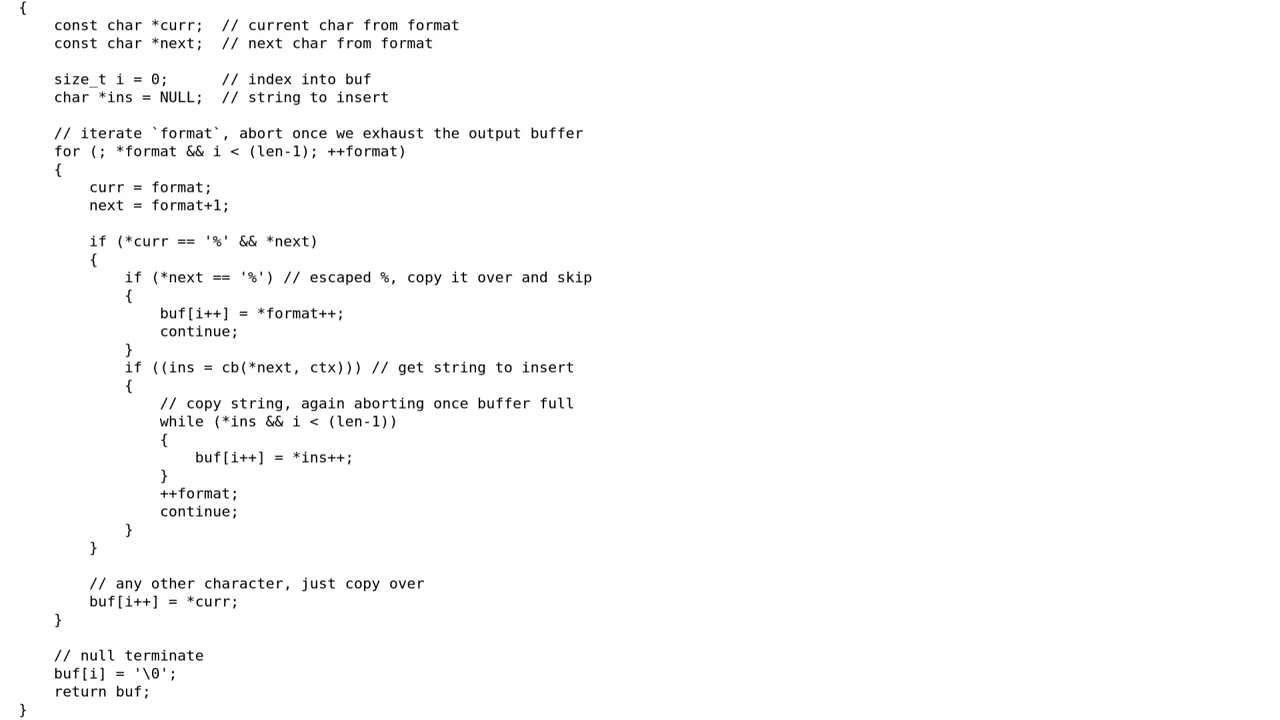 {
    const char *curr;  // current char from format
    const char *next;  // next char from format

    size_t i = 0;      // index into buf
    char *ins = NULL;  // string to insert

    // iterate `format`, abort once we exhaust the output buffer
    for (; *format && i < (len-1); ++format)
    {
        curr = format;
        next = format+1;

        if (*curr == '%' && *next)
        {
            if (*next == '%') // escaped %, copy it over and skip
            {
                buf[i++] = *format++;
                continue;
            }
            if ((ins = cb(*next, ctx))) // get string to insert
            {
                // copy string, again aborting once buffer full
                while (*ins && i < (len-1))
                {
                    buf[i++] = *ins++;
                }
                ++format;
                continue;
            }
        }

        // any other character, just copy over
        buf[i++] = *curr;
    }

    // null terminate
    buf[i] = '\0';
    return buf;
}